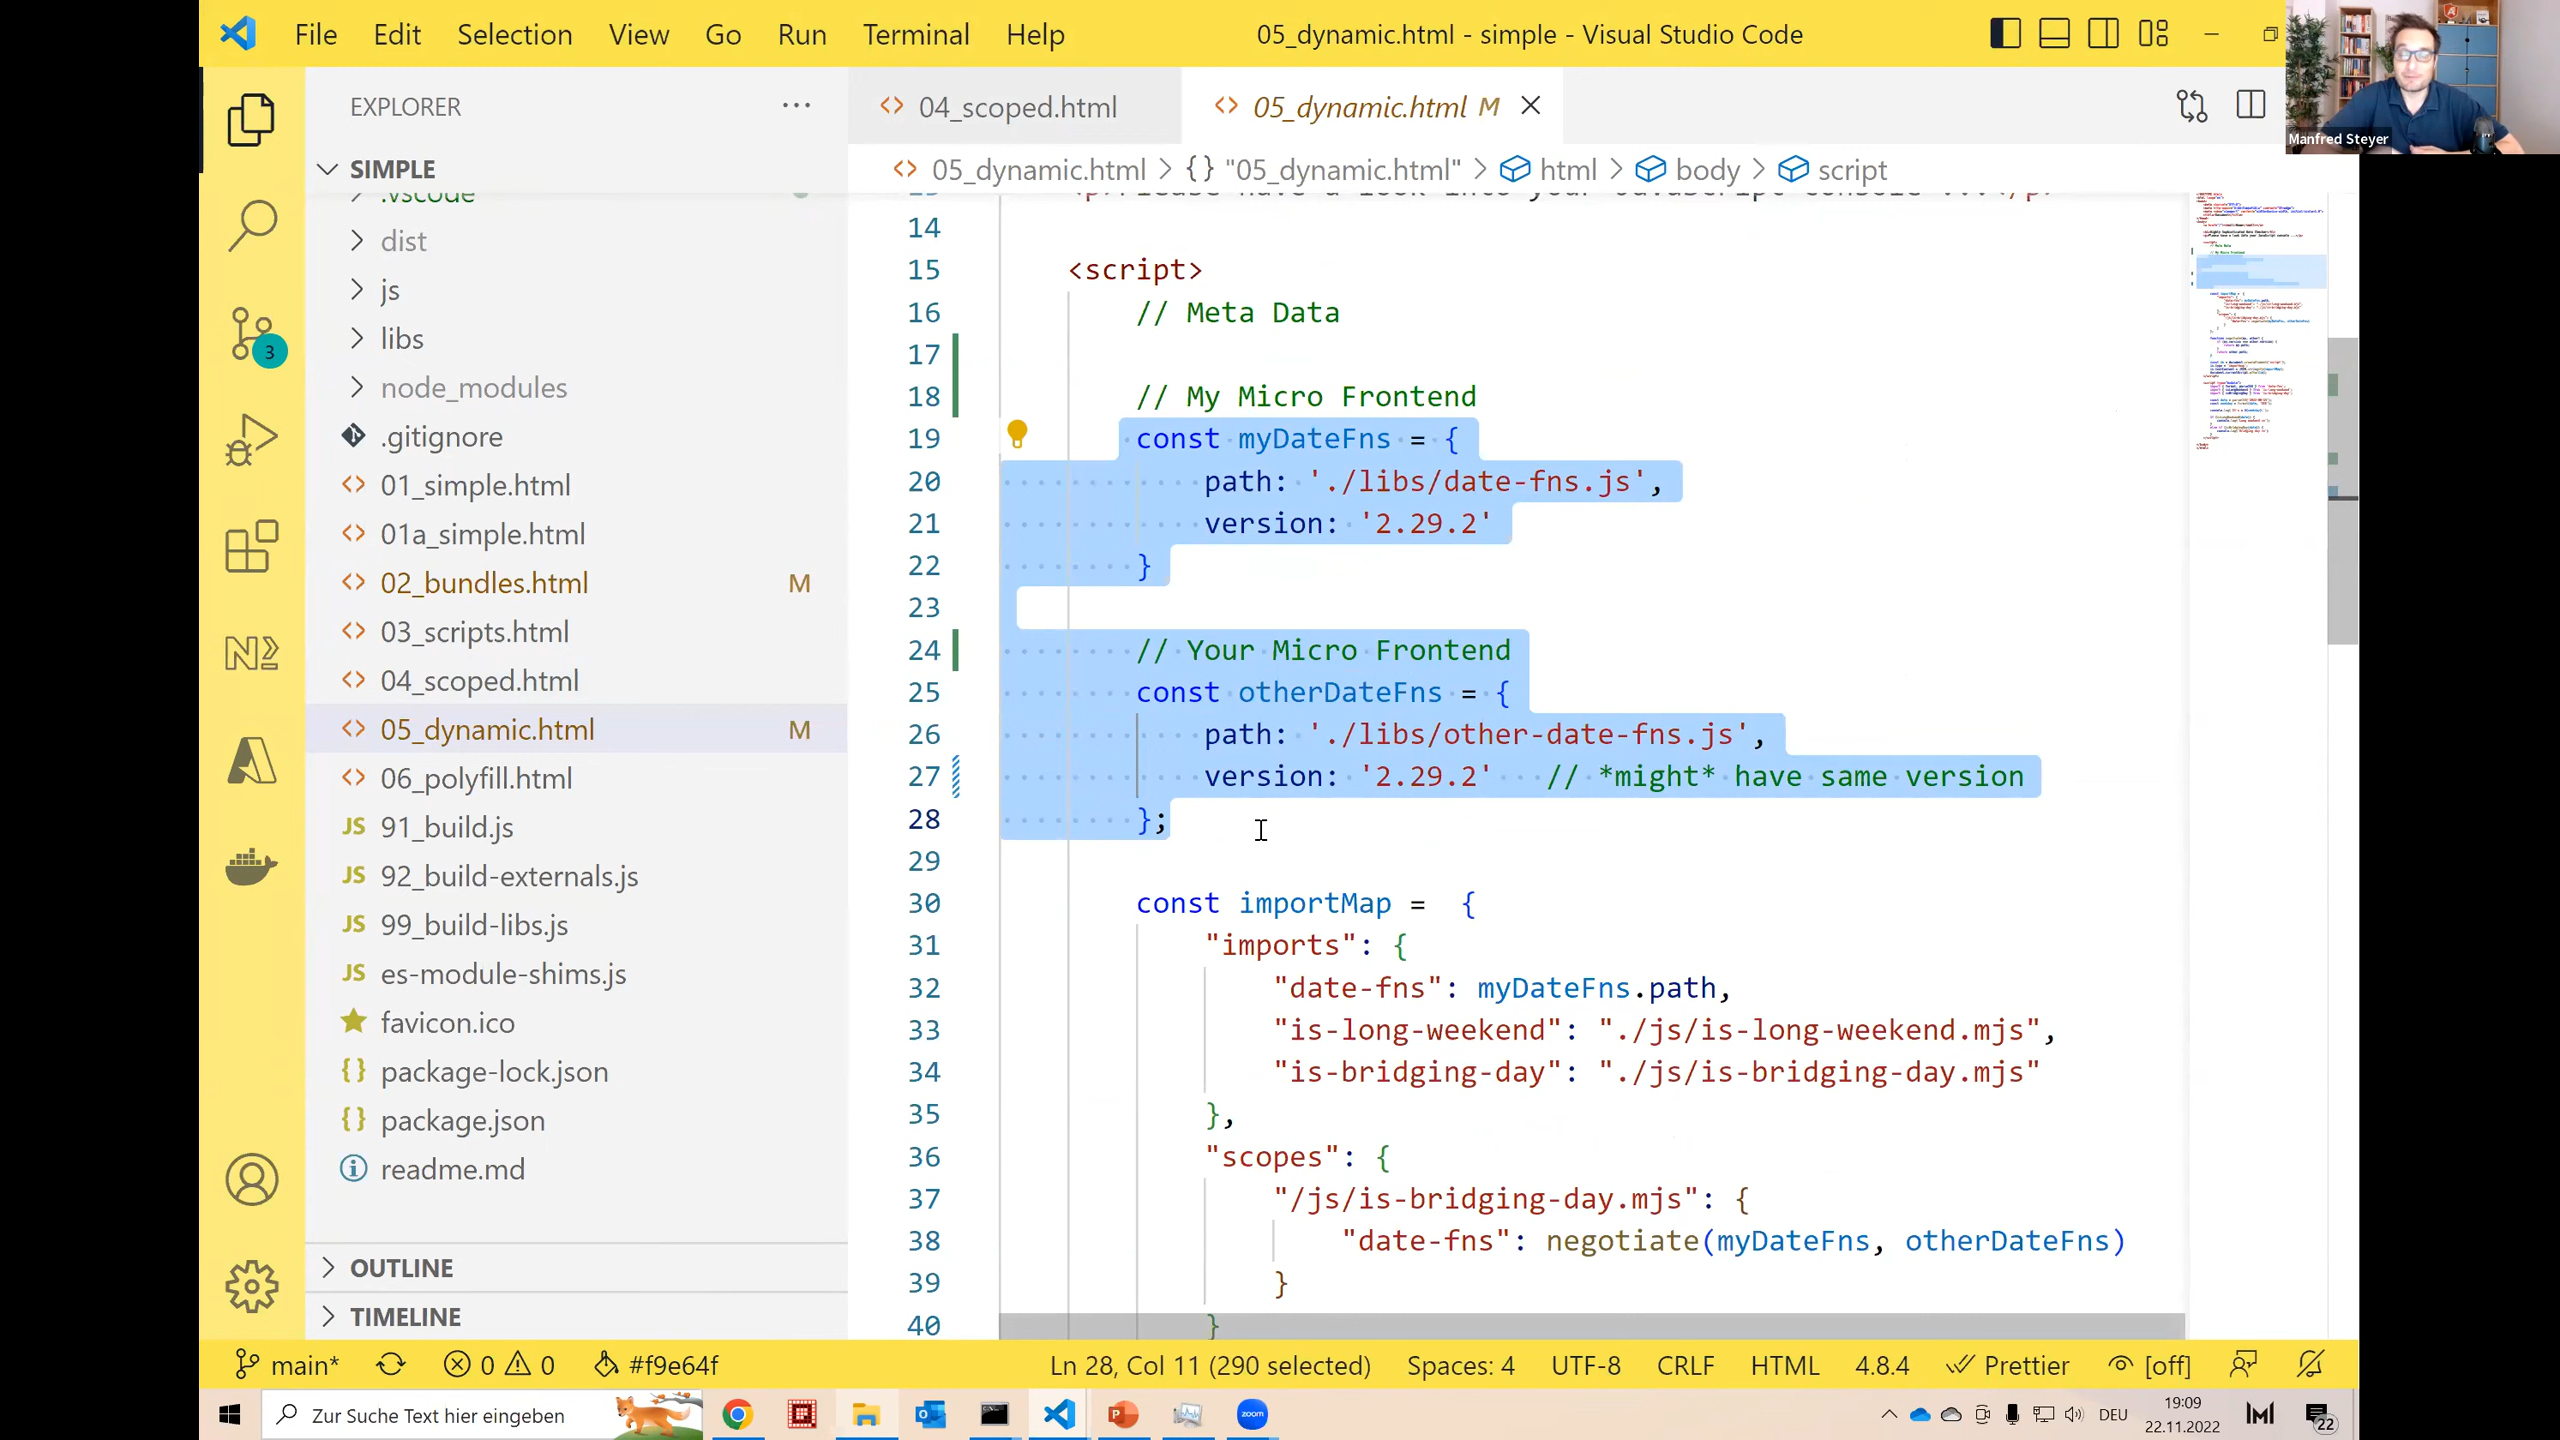 File Edit Selection View Go Run Terminal Help
05_dynamic.html - simple - Visual Studio Code
Manfred Steyer
EXPLORER
SIMPLE
.vscode
dist
js
libs
node_modules
.gitignore
01_simple.html
01a_simple.html
02_bundles.html M
03_scripts.html
04_scoped.html
05_dynamic.html M
06_polyfill.html
JS 91_build.js
JS 92_build-externals.js
JS 99_build-libs.js
JS es-module-shims.js
favicon.ico
{} package-lock.json
{} package.json
readme.md
OUTLINE
TIMELINE
3
04_scoped.html
05_dynamic.html M
05_dynamic.html > {} "05_dynamic.html" > html > body > script
14
15 <script>
16 // Meta Data
17
18 // My Micro Frontend
19 const myDateFns = {
20 path: './libs/date-fns.js',
21 version: '2.29.2'
22 }
23
24 // Your Micro Frontend
25 const otherDateFns = {
26 path: './libs/other-date-fns.js',
27 version: '2.29.2' // *might* have same version
28 };
29
30 const importMap = {
31 "imports": {
32 "date-fns": myDateFns.path,
33 "is-long-weekend": "./js/is-long-weekend.mjs",
34 "is-bridging-day": "./js/is-bridging-day.mjs"
35 },
36 "scopes": {
37 "/js/is-bridging-day.mjs": {
38 "date-fns": negotiate(myDateFns, otherDateFns)
39 }
40 }
main* 0 0 #f9e64f
Ln 28, Col 11 (290 selected) Spaces: 4 UTF-8 CRLF HTML 4.8.4 Prettier [off]
Zur Suche Text hier eingeben
zoom
DEU
19:09
22.11.2022
22